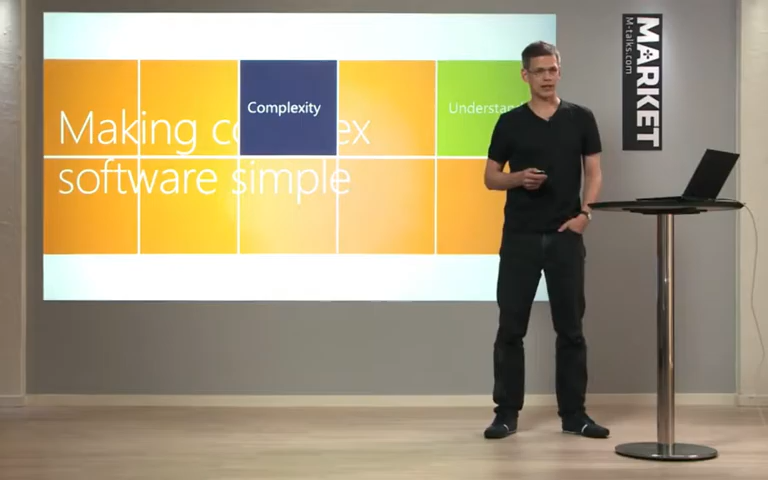 Complexity
Understan
Making co ex
software simple
MARKET
M-talks.com